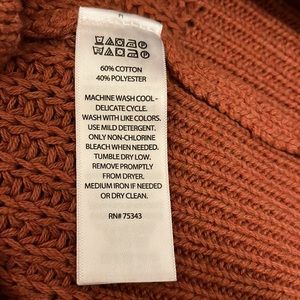 60% COTTON
40% POLYESTER
MACHINE WASH COOL -
DELICATE CYCLE.
WASH WITH LIKE COLORS.
USE MILD DETERGENT.
ONLY NON-CHLORINE
BLEACH WHEN NEEDED.
TUMBLE DRY LOW.
REMOVE PROMPTLY
FROM DRYER.
MEDIUM IRON IF NEEDED
OR DRY CLEAN.
RN# 75343